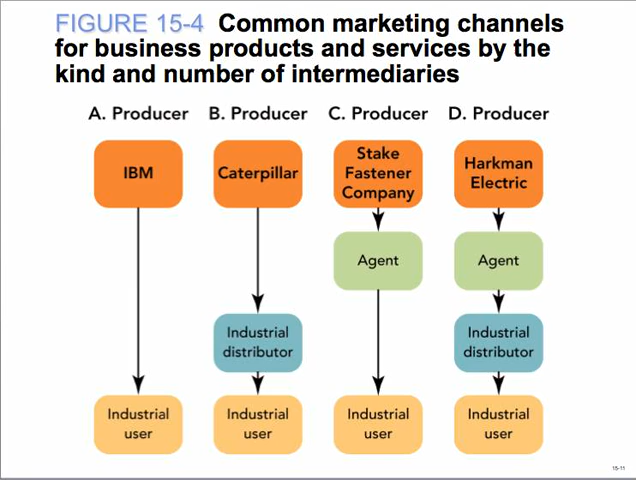 FIGURE 15-4 Common marketing channels
for business products and services by the
kind and number of intermediaries
A. Producer B. Producer C. Producer D. Producer
IBM
Caterpillar
Stake
Fastener
Company
Harkman
Electric
Agent
Agent
Industrial
distributor
Industrial
distributor
Industrial
user
Industrial
user
Industrial
user
Industrial
user
15-11